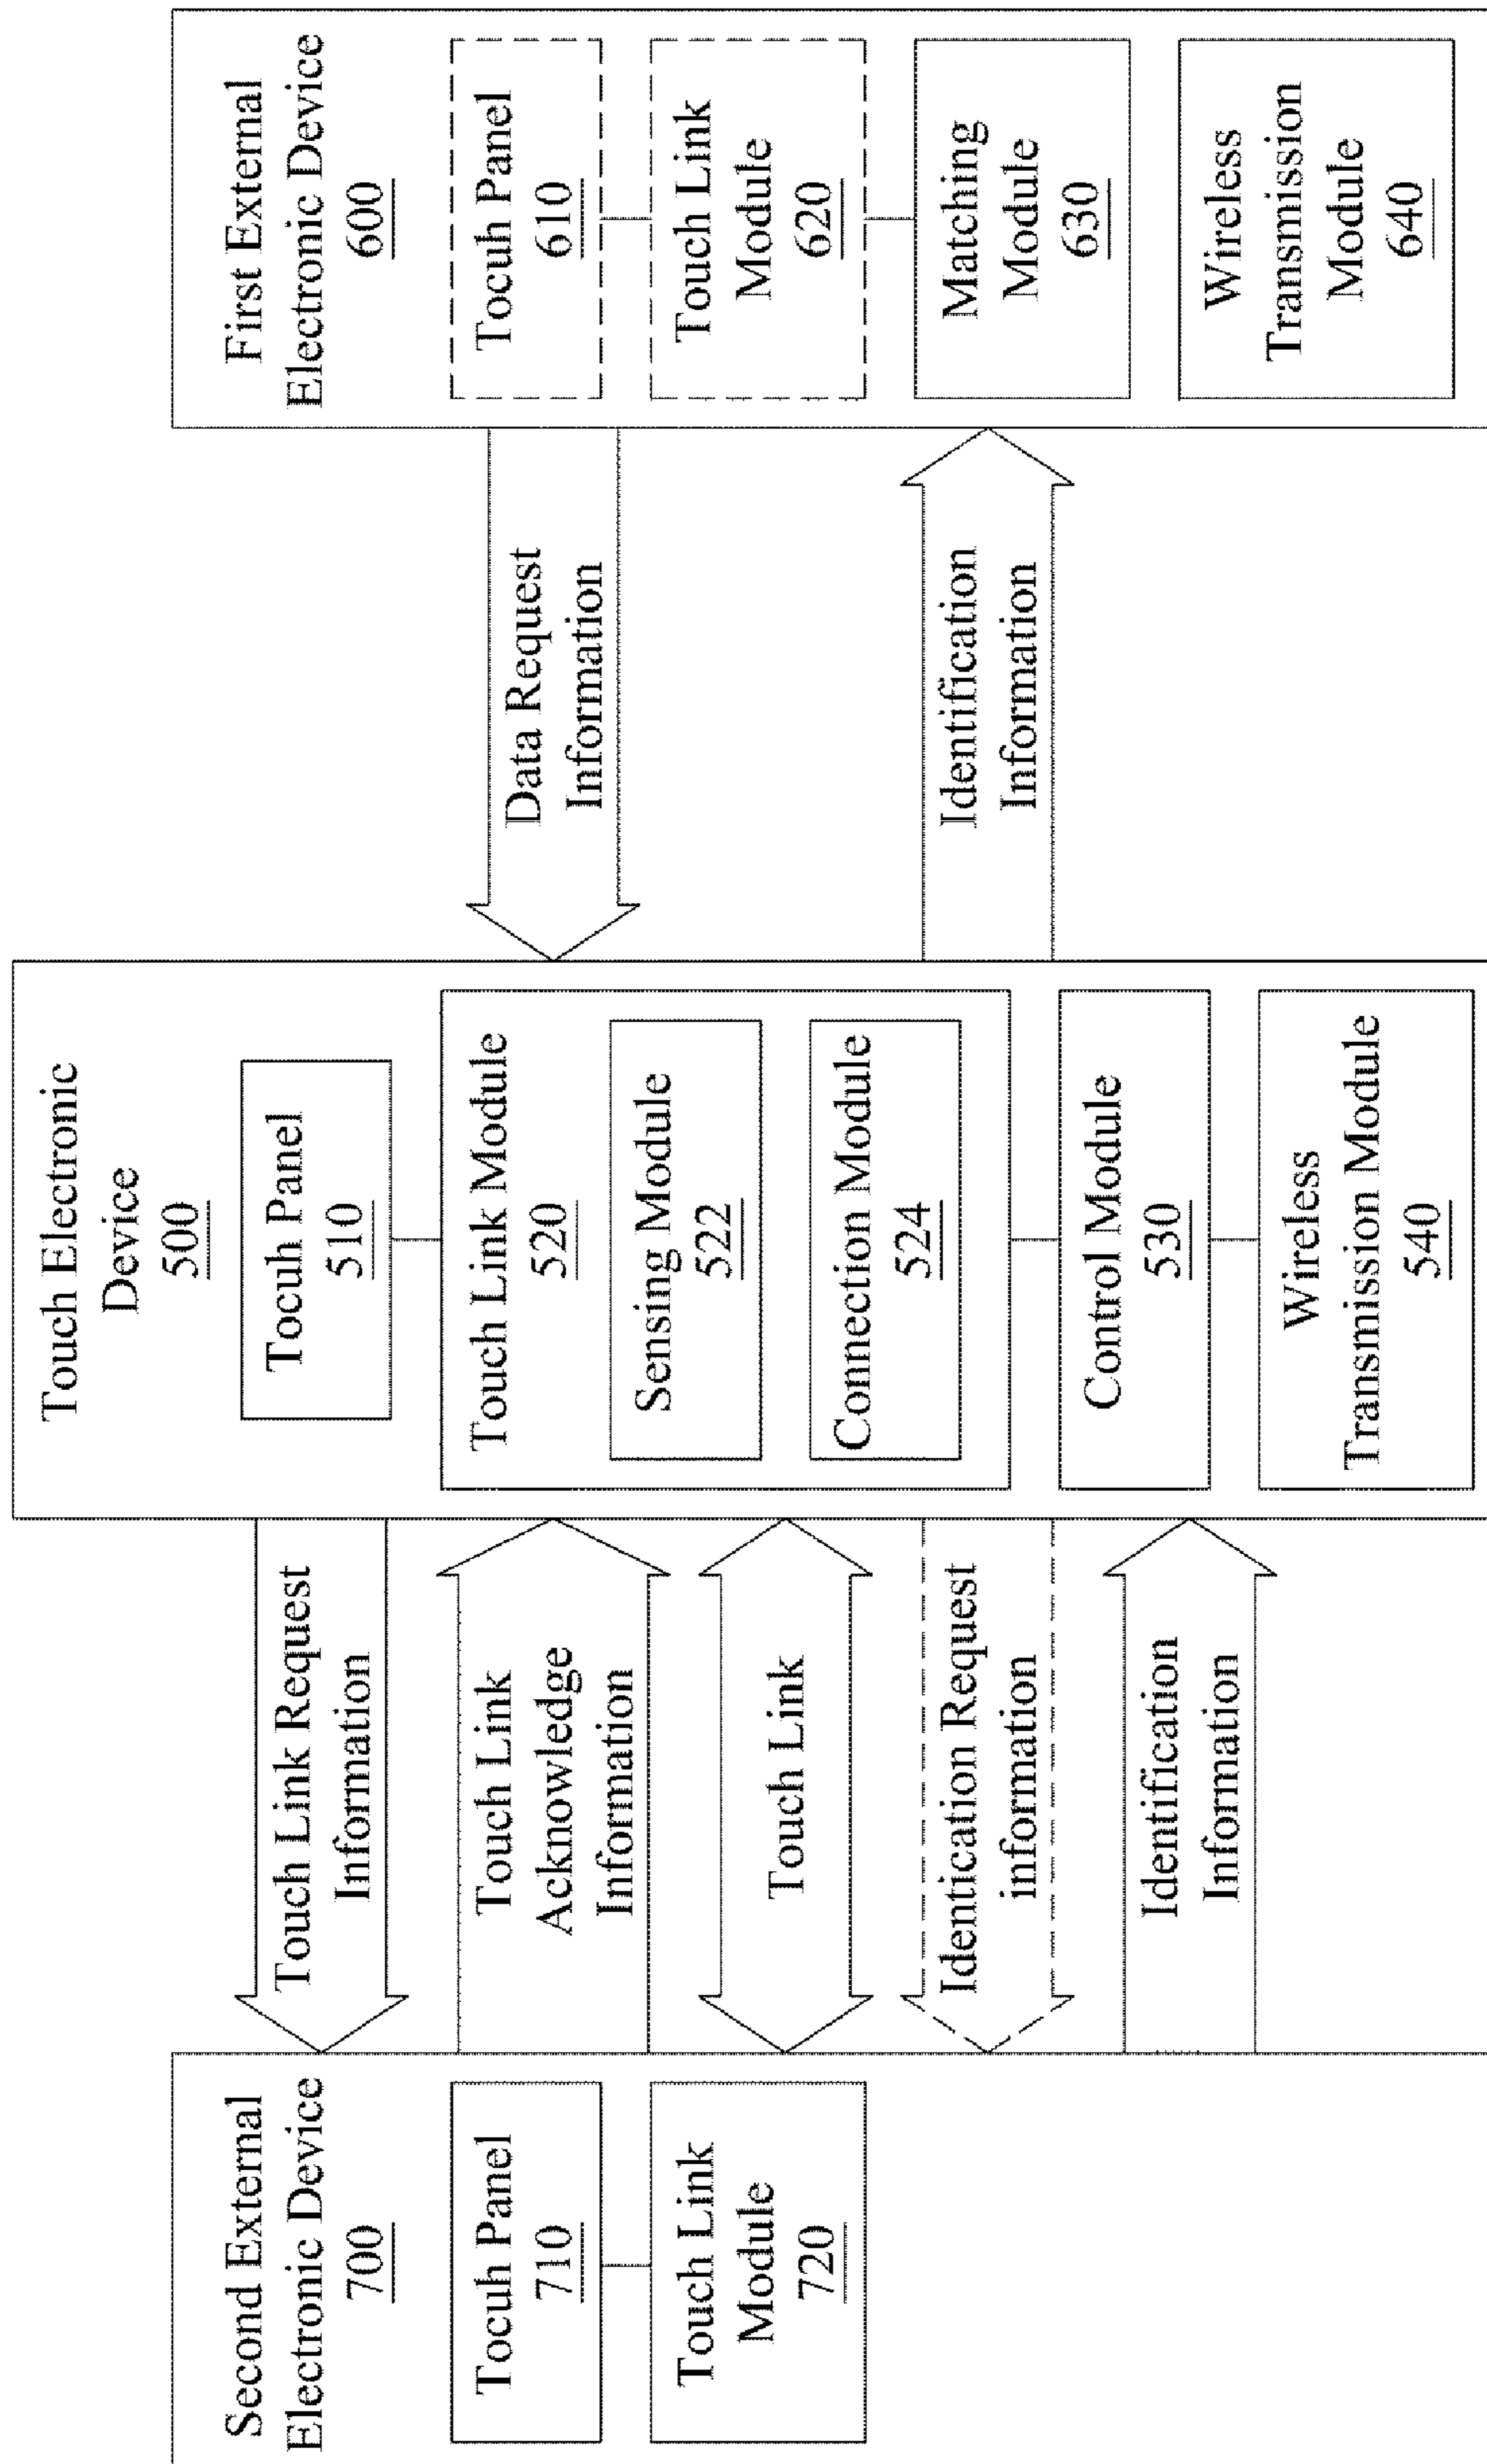 Second External
Electronic Device
700
Tocuh Panel
710
Touch Link
Module
720
Touch Link Request
Information
Touch Link
Acknowledge
Information
Touch Link
Identication Request
information
Identification
Information
Touch Electronic
Device
500
Tocuh Panel
510
Touch Link Module
520
Sensing Module
522
Connection Module
524
Control Module
530
Wireless
Transmission Module
540
Data Request
Information
Identification
Information
First External
Electronic Device
600
Tocuh Panel
610
Touch Link
Module
620
Matching
Module
630
Wireless
Transmission
Module
640